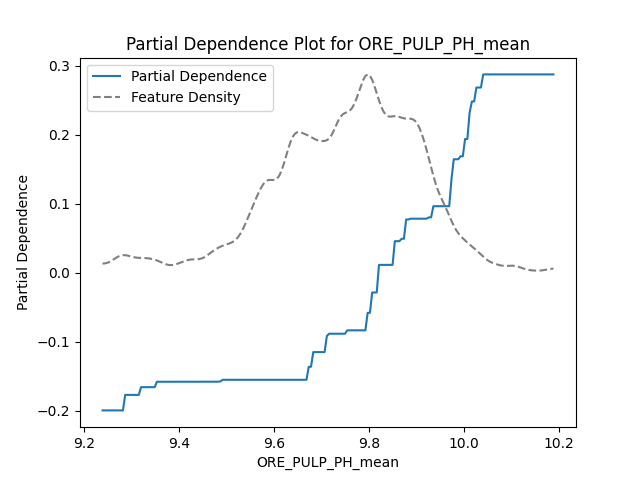 Partial Dependence Plot for ORE_PULP_PH_mean
Partial Dependence
Feature Density
0.3
0.2
0.1
0.0
−0.1
−0.2
Partial Dependence
9.2 9.4 9.6 9.8 10.0 10.2
ORE_PULP_PH_mean